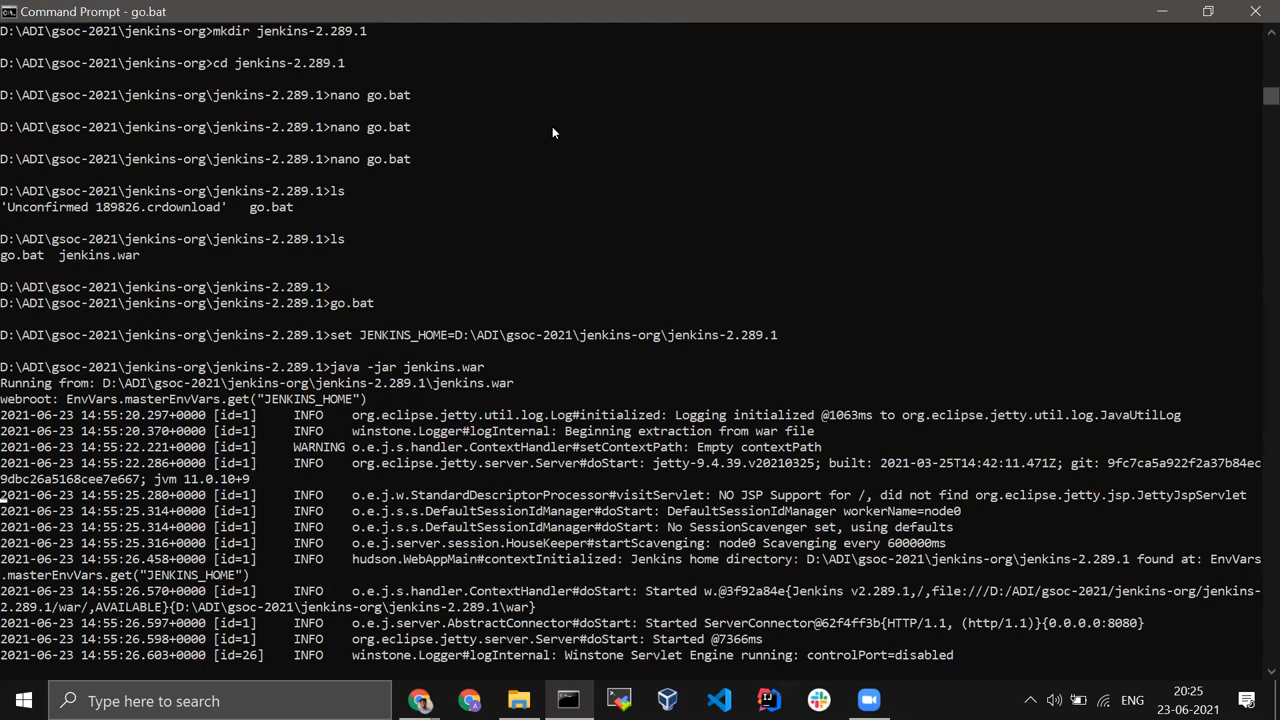 Command Prompt - go.bat
D:\ADI\gsoc-2021\jenkins-org>mkdir jenkins-2.289.1
D:\ADI\gsoc-2021\jenkins-org>cd jenkins-2.289.1
D:\ADI\gsoc-2021\jenkins-org\jenkins-2.289.1>nano go.bat
D:\ADI\gsoc-2021\jenkins-org\jenkins-2.289.1>nano go.bat
D:\ADI\gsoc-2021\jenkins-org\jenkins-2.289.1>nano go.bat
D:\ADI\gsoc-2021\jenkins-org\jenkins-2.289.1>ls
'Unconfirmed 189826.crdownload'   go.bat
D:\ADI\gsoc-2021\jenkins-org\jenkins-2.289.1>ls
go.bat  jenkins.war
D:\ADI\gsoc-2021\jenkins-org\jenkins-2.289.1>
D:\ADI\gsoc-2021\jenkins-org\jenkins-2.289.1>go.bat
D:\ADI\gsoc-2021\jenkins-org\jenkins-2.289.1>set JENKINS_HOME=D:\ADI\gsoc-2021\jenkins-org\jenkins-2.289.1
D:\ADI\gsoc-2021\jenkins-org\jenkins-2.289.1>java -jar jenkins.war
Running from: D:\ADI\gsoc-2021\jenkins-org\jenkins-2.289.1\jenkins.war
webroot: EnvVars.masterEnvVars.get("JENKINS_HOME")
2021-06-23 14:55:20.297+0000 [id=1]     INFO    org.eclipse.jetty.util.log.Log#initialized: Logging initialized @1063ms to org.eclipse.jetty.util.log.JavaUtilLog
2021-06-23 14:55:20.370+0000 [id=1]     INFO    winstone.Logger#logInternal: Beginning extraction from war file
2021-06-23 14:55:22.221+0000 [id=1]     WARNING o.e.j.s.handler.ContextHandler#setContextPath: Empty contextPath
2021-06-23 14:55:22.286+0000 [id=1]     INFO    org.eclipse.jetty.server.Server#doStart: jetty-9.4.39.v20210325; built: 2021-03-25T14:42:11.471Z; git: 9fc7ca5a922f2a37b84ec
9dbc26a5168cee7e667; jvm 11.0.10+9
2021-06-23 14:55:25.280+0000 [id=1]     INFO    o.e.j.w.StandardDescriptorProcessor#visitServlet: NO JSP Support for /, did not find org.eclipse.jetty.jsp.JettyJspServlet
2021-06-23 14:55:25.314+0000 [id=1]     INFO    o.e.j.s.s.DefaultSessionIdManager#doStart: DefaultSessionIdManager workerName=node0
2021-06-23 14:55:25.314+0000 [id=1]     INFO    o.e.j.s.s.DefaultSessionIdManager#doStart: No SessionScavenger set, using defaults
2021-06-23 14:55:25.316+0000 [id=1]     INFO    o.e.j.server.session.HouseKeeper#startScavenging: node0 Scavenging every 600000ms
2021-06-23 14:55:26.458+0000 [id=1]     INFO    hudson.WebAppMain#contextInitialized: Jenkins home directory: D:\ADI\gsoc-2021\jenkins-org\jenkins-2.289.1 found at: EnvVars
.masterEnvVars.get("JENKINS_HOME")
2021-06-23 14:55:26.570+0000 [id=1]     INFO    o.e.j.s.handler.ContextHandler#doStart: Started w.@3f92a84e{Jenkins v2.289.1,/,file:///D:/ADI/gsoc-2021/jenkins-org/jenkins-
2.289.1/war/,AVAILABLE}{D:\ADI\gsoc-2021\jenkins-org\jenkins-2.289.1\war}
2021-06-23 14:55:26.597+0000 [id=1]     INFO    o.e.j.server.AbstractConnector#doStart: Started ServerConnector@62f4ff3b{HTTP/1.1, (http/1.1)}{0.0.0.0:8080}
2021-06-23 14:55:26.598+0000 [id=1]     INFO    org.eclipse.jetty.server.Server#doStart: Started @7366ms
2021-06-23 14:55:26.603+0000 [id=26]    INFO    winstone.Logger#logInternal: Winstone Servlet Engine running: controlPort=disabled
Type here to search
ENG
20:25
23-06-2021